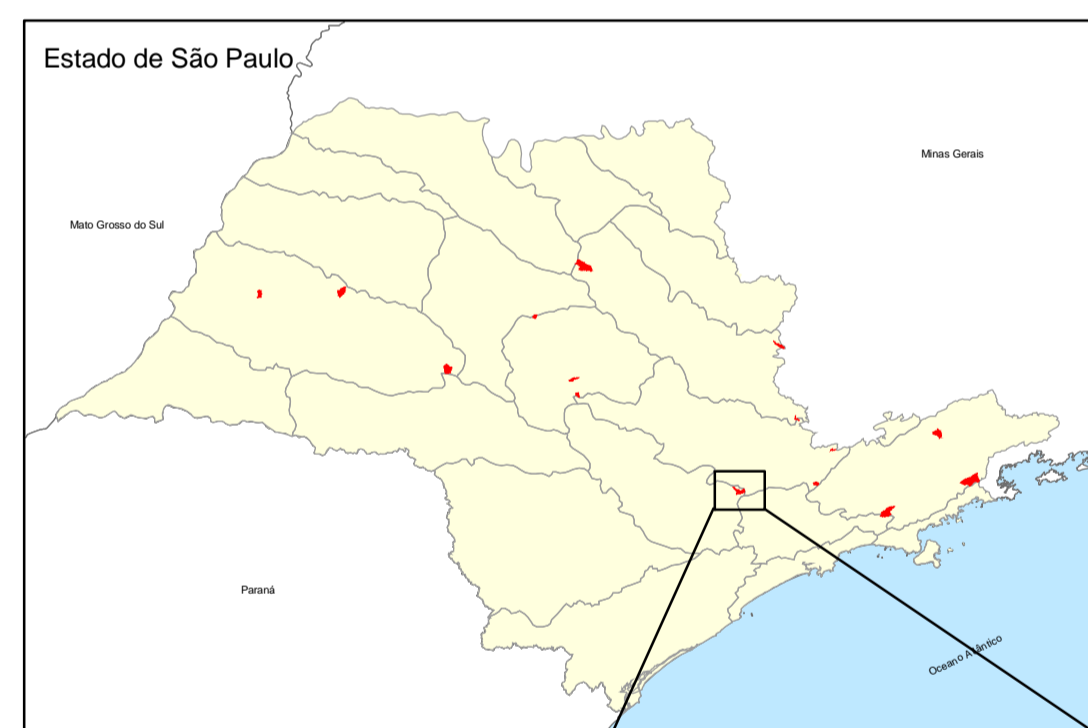 Estado de São Paulo
Minas Gerais
Mato Grosso do Sul
Paraná
Oceano Atlântico